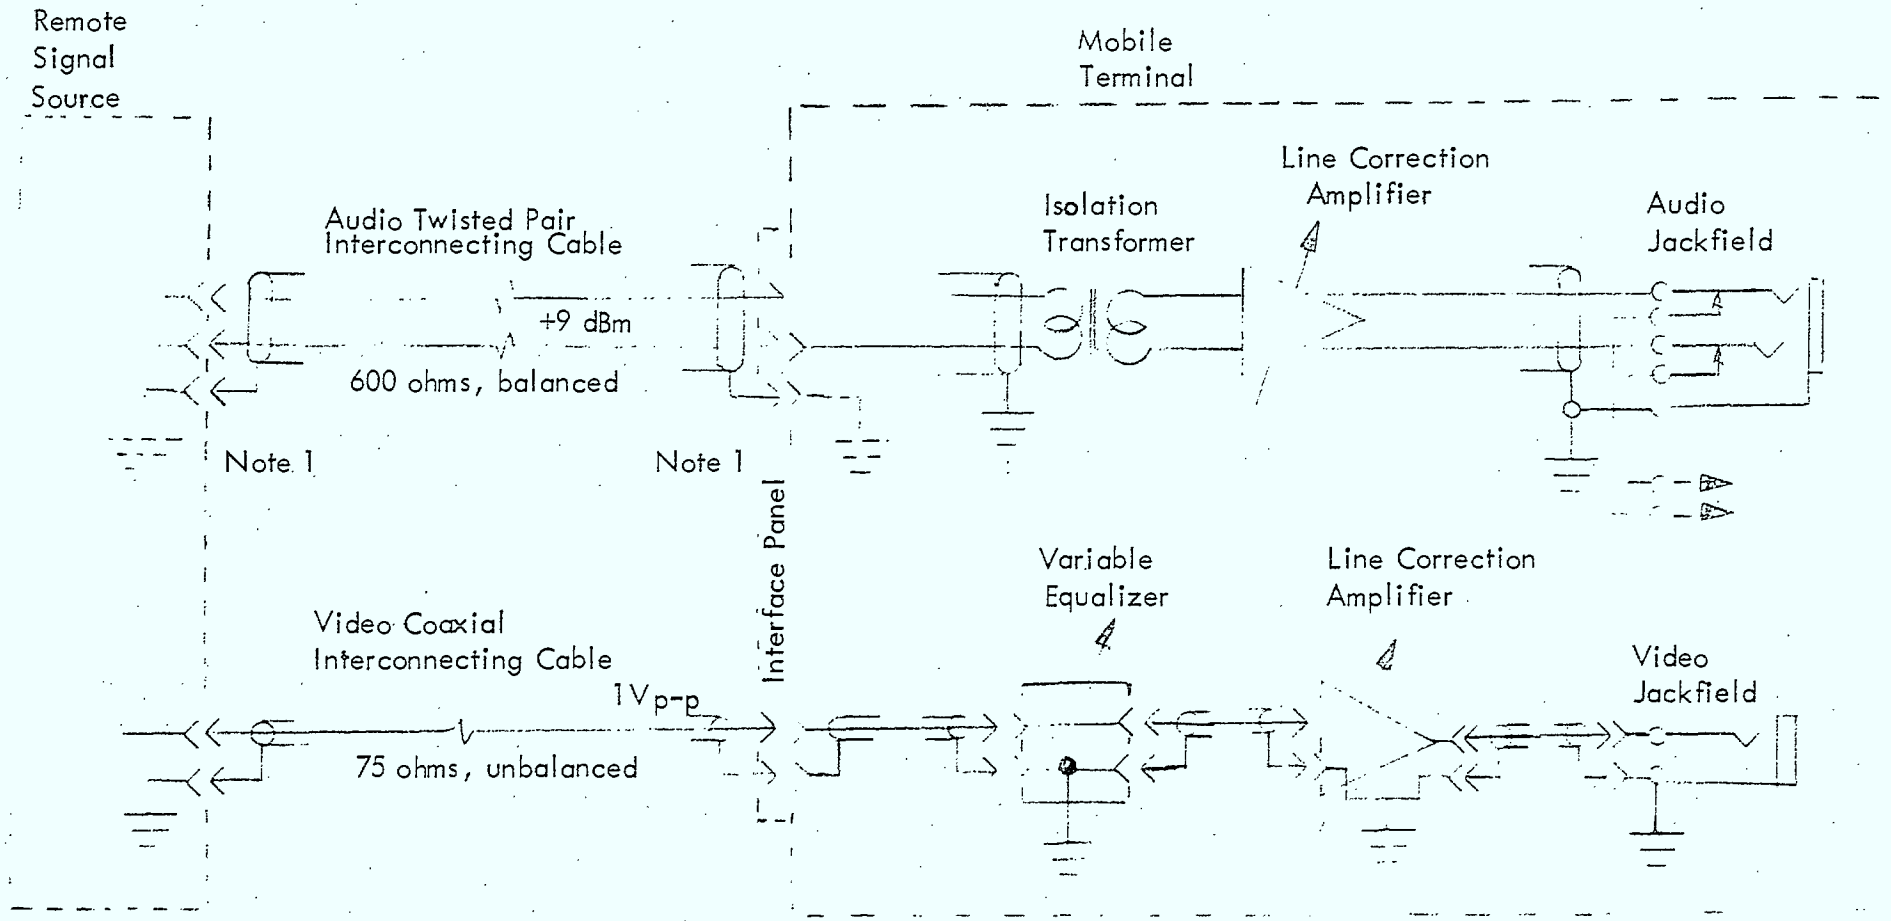 Remote
Signal
Source
Mobile
Terminal
Line Correction
Amplifier
Isolation
Transformer
Audio
Jackfield
Audio Twisted Pair
Interconnecting Cable
+9 dBm
600 ohms, balanced
Note 1
Note 1
Interface Panel
Variable
Equalizer
Line Correction
Amplifier
Video Coaxial
Interconnecting Cable
1Vp-p
75 ohms, unbalanced
Video
Jackfield